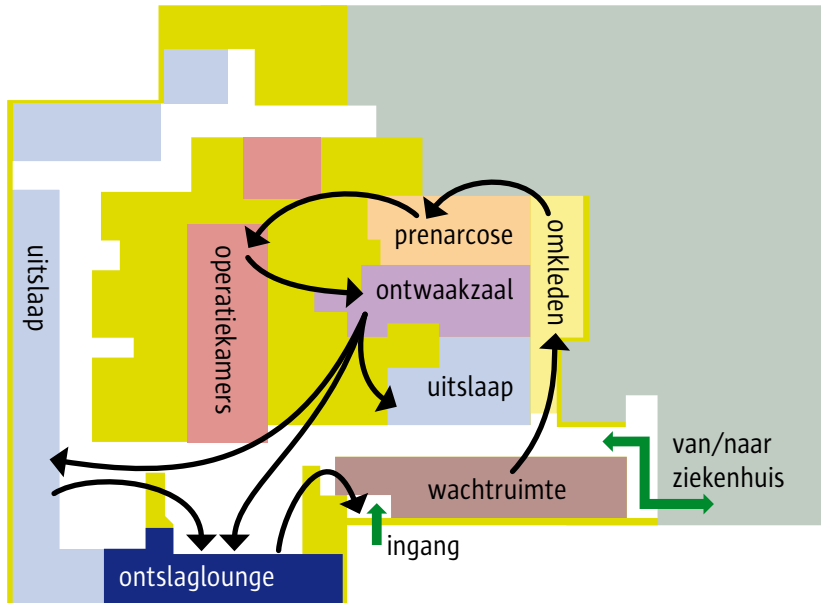 prenarcose
omkleden
uitslaap
operatiekamers
ontwaakzaal
uitslaap
van/naar
ziekenhuis
wachtruimte
ingang
ontslaglounge